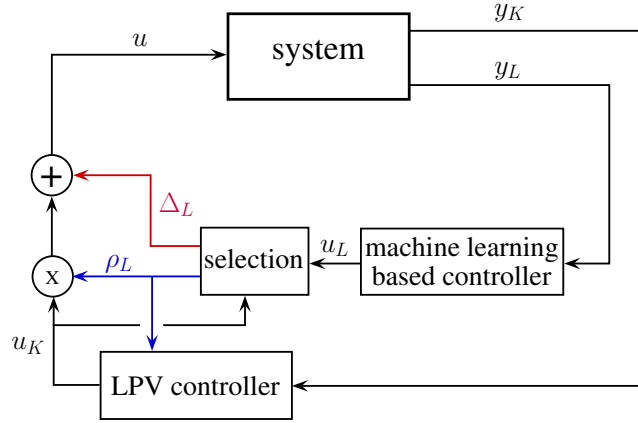 y_K
u
system
y_L
+
Δ_L
machine learning
based controller
u_L
selection
ρ_L
x
u_K
LPV controller